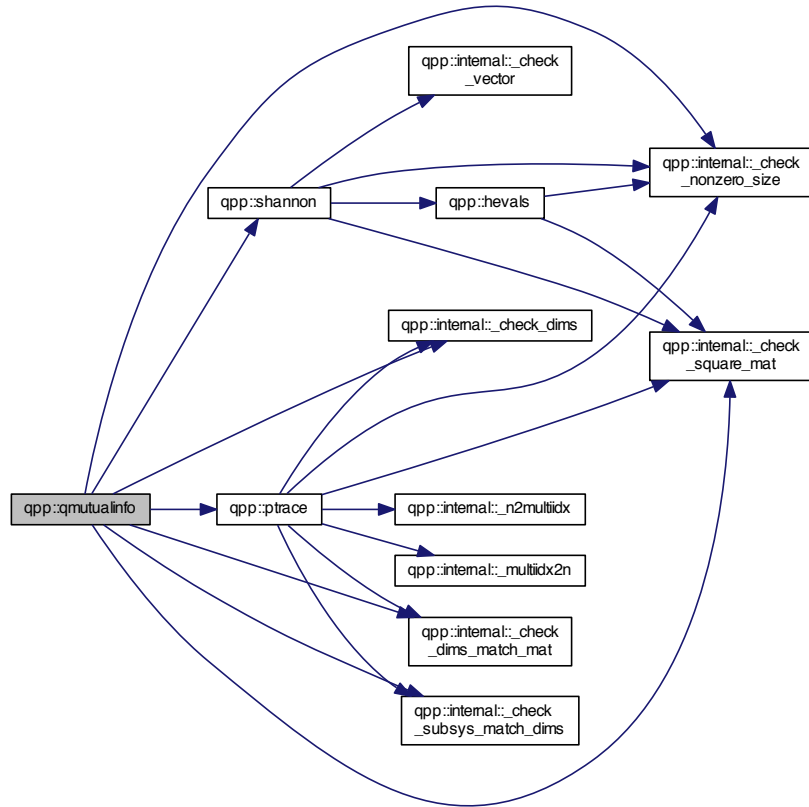 qpp::internal::_check
_vector
qpp::internal::_check
_nonzero_size
qpp::shannon
qpp::hevals
qpp::internal::_check_dims
qpp::internal::_check
_square_mat
qpp::qmutualinfo
qpp::ptrace
qpp::internal::_n2multiidx
qpp::internal::_multiidx2n
qpp::internal::_check
_dims_match_mat
qpp::internal::_check
_subsys_match_dims